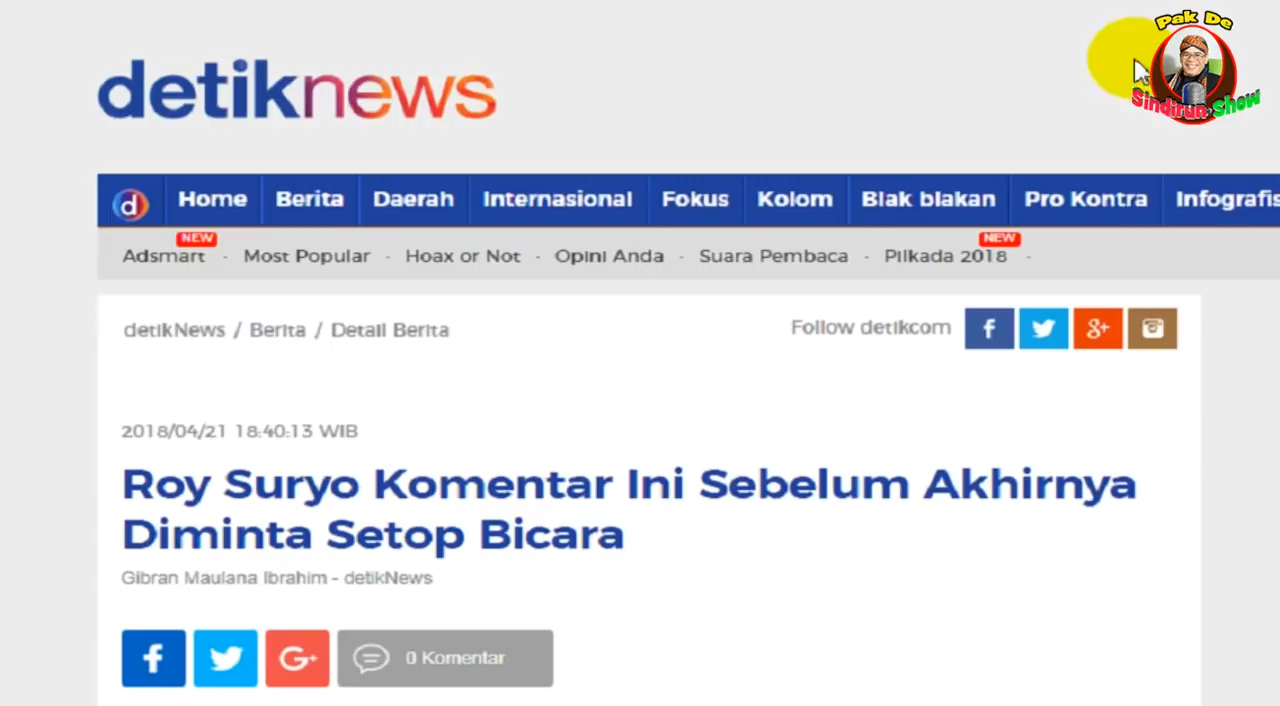 Pak De
Sindirun Show
detiknews
d Home Berita Daerah Internasional Fokus Kolom Blak blakan Pro Kontra Infografis
NEW NEW
Adsmart - Most Popular - Hoax or Not - Opini Anda - Suara Pembaca - Pilkada 2018 -
detikNews / Berita / Detail Berita Follow detikcom
2018/04/21 18:40:13 WIB
Roy Suryo Komentar Ini Sebelum Akhirnya
Diminta Setop Bicara
Gibran Maulana Ibrahim - detikNews
0 Komentar